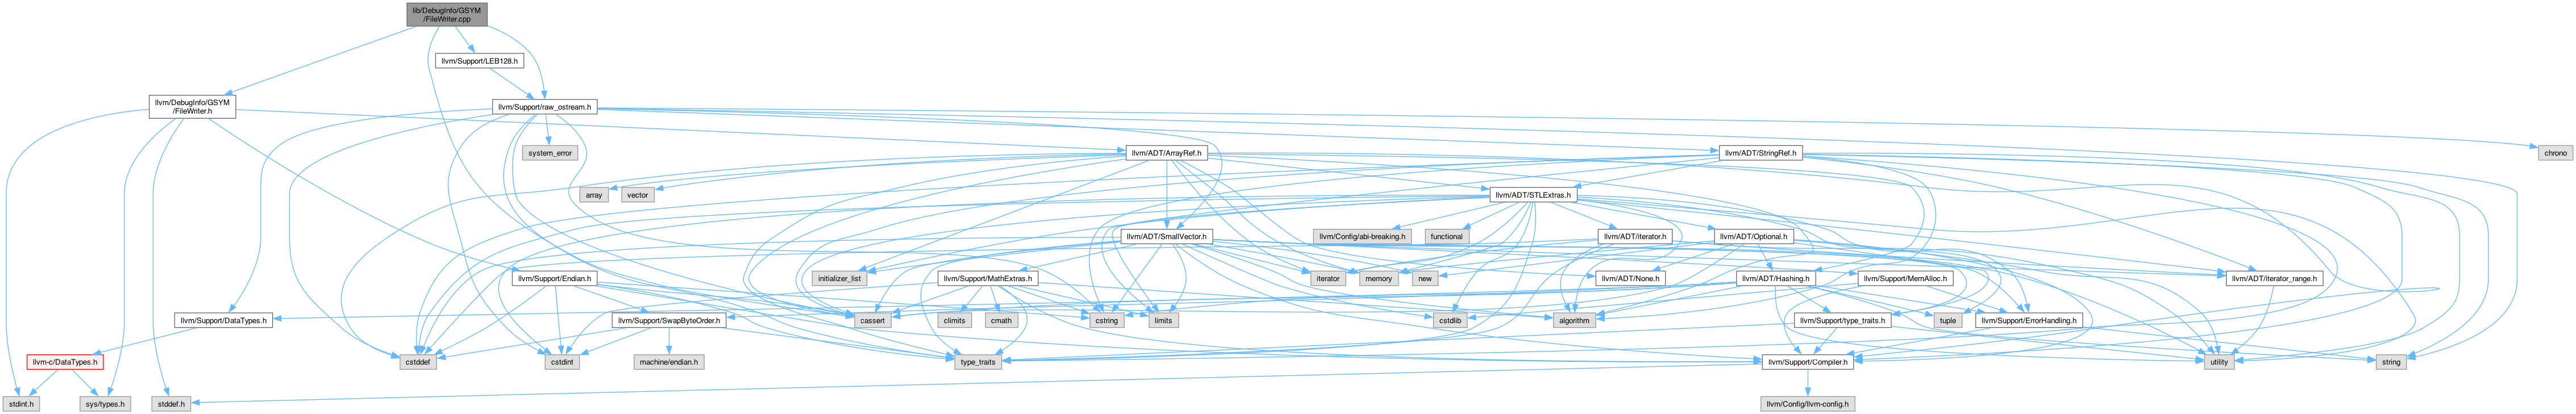 lib/DebugInfo/GSYM
/FileWriter.cpp
llvm/Support/LEB128.h
llvm/DebugInfo/GSYM
/FileWriter.h
llvm/Support/raw_ostream.h
system_error
llvm/ADT/ArrayRef.h
llvm/ADT/StringRef.h
chrono
array
vector
llvm/ADT/STLExtras.h
llvm/ADT/SmallVector.h
llvm/Config/abi-breaking.h
functional
llvm/ADT/iterator.h
llvm/ADT/Optional.h
llvm/Support/Endian.h
initializer_list
llvm/Support/MathExtras.h
iterator
memory
new
llvm/ADT/None.h
llvm/ADT/Hashing.h
llvm/Support/MemAlloc.h
llvm/ADT/iterator_range.h
llvm/Support/DataTypes.h
llvm/Support/SwapByteOrder.h
cassert
climits
cmath
cstring
limits
cstdlib
algorithm
llvm/Support/type_traits.h
tuple
llvm/Support/ErrorHandling.h
llvm-c/DataTypes.h
cstddef
cstdint
machine/endian.h
type_traits
llvm/Support/Compiler.h
utility
string
stdint.h
sys/types.h
stddef.h
llvm/Config/llvm-config.h